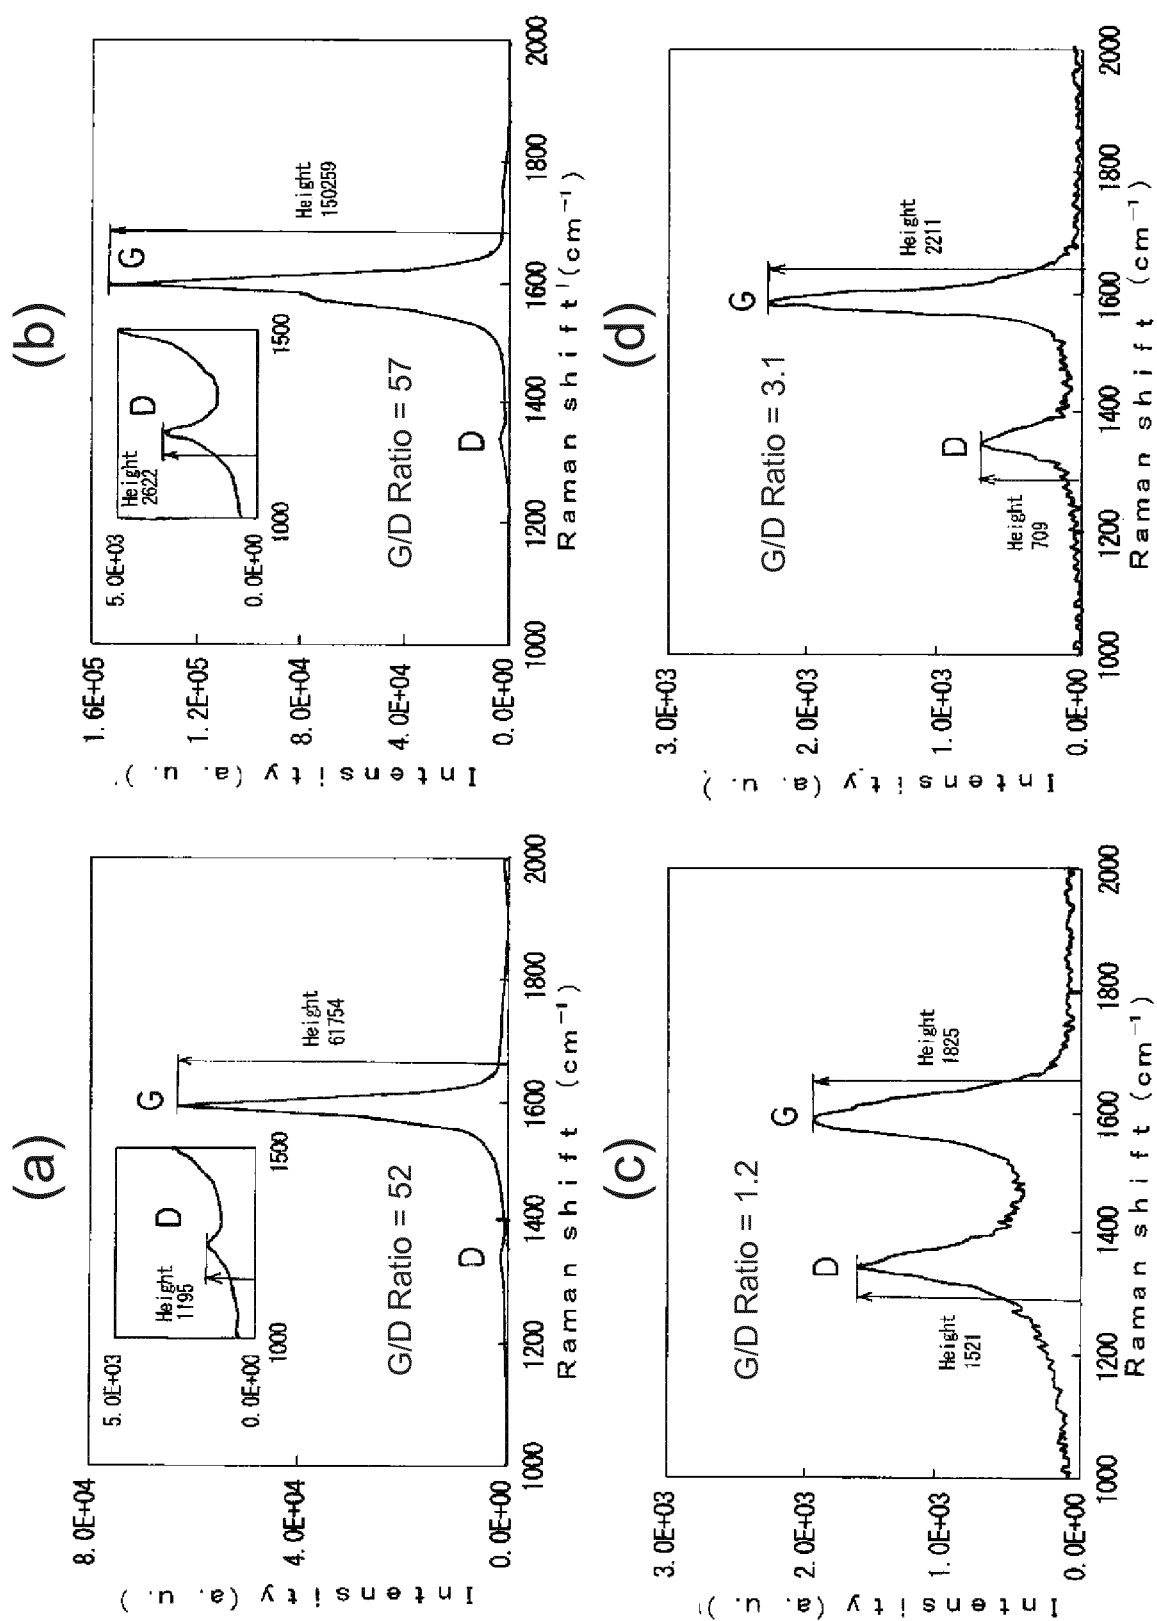 (a)
8.0E+04
4.0E+04
0.0E+00
Intensity (a. u.)
5.0E+03
0.0E+00
1000
1500
Height
1195
D
G
Height
61754
G/D Ratio = 52
D
1000
1200
1400
1600
1800
2000
Raman shift (cm⁻¹)
(b)
1.6E+05
1.2E+05
8.0E+04
4.0E+04
0.0E+00
Intensity (a. u.)
5.0E+03
0.0E+00
1000
1500
Height
2622
D
G
Height
150259
G/D Ratio = 57
D
1000
1200
1400
1600
1800
2000
Raman shift (cm⁻¹)
(c)
3.0E+03
2.0E+03
1.0E+03
0.0E+00
Intensity (a. u.)
G/D Ratio = 1.2
D
G
Height
1521
Height
1825
1000
1200
1400
1600
1800
2000
Raman shift (cm⁻¹)
(d)
3.0E+03
2.0E+03
1.0E+03
0.0E+00
Intensity (a. u.)
G/D Ratio = 3.1
D
G
Height
709
Height
2211
1000
1200
1400
1600
1800
2000
Raman shift (cm⁻¹)